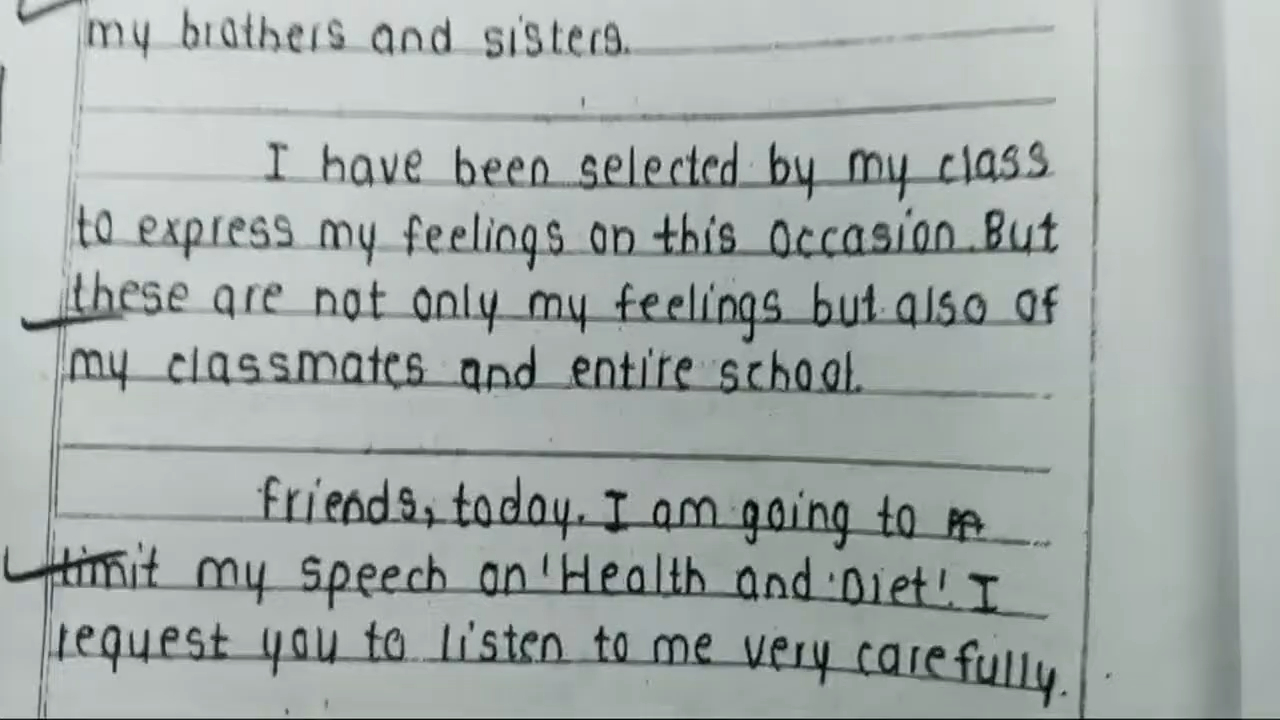 my brothers and sisters.
I have been selected by my class
to express my feelings on this occasion. But
these are not only my feelings but also of
my classmates and entire school.
Friends, today. I am going to
limit my speech on 'Health and 'Diet'. I
request you to listen to me very carefully.